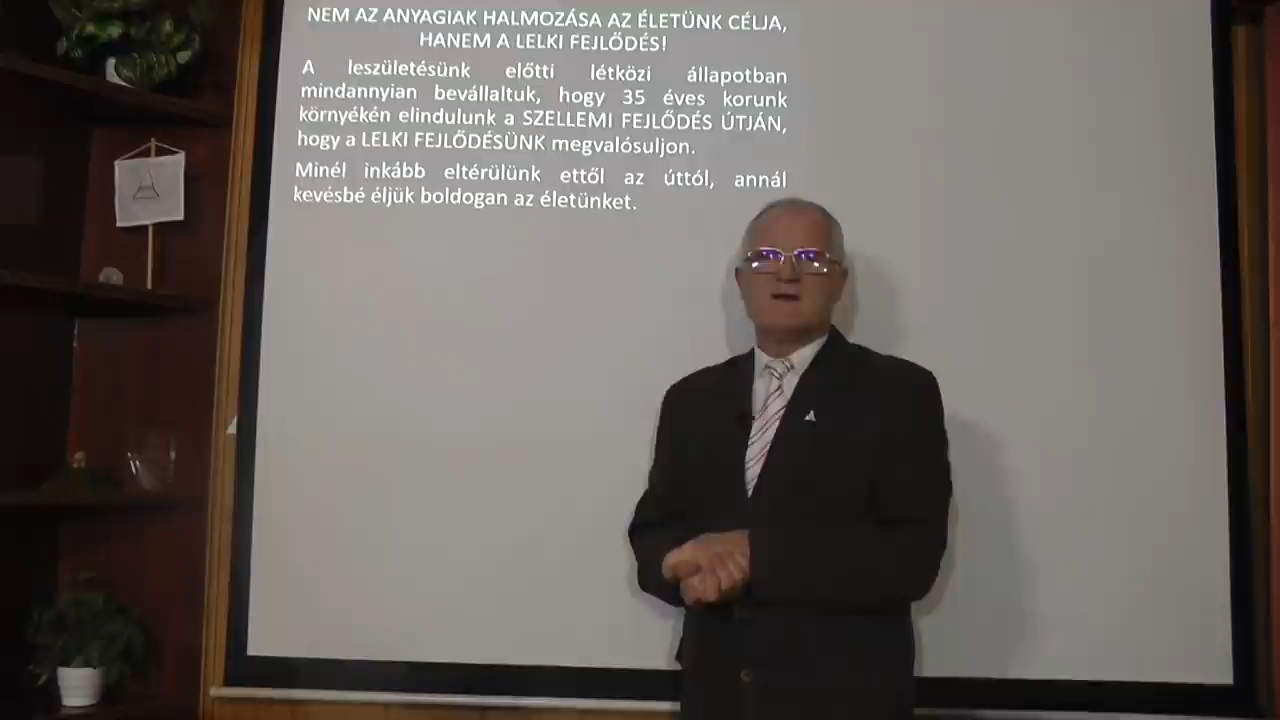 NEM AZ ANYAGIAK HALMOZÁSA AZ ÉLETÜNK CÉLJA,
HANEM A LELKI FEJLŐDÉS!
A leszületésünk előtti létközi állapotban
mindannyian bevállaltuk, hogy 35 éves korunk
környékén elindulunk a SZELLEMI FEJLŐDÉS ÚTJÁN,
hogy a LELKI FEJLŐDÉSÜNK megvalósuljon.
Minél inkább eltérülünk ettől az úttól, annál
kevésbé éljük boldogan az életünket.